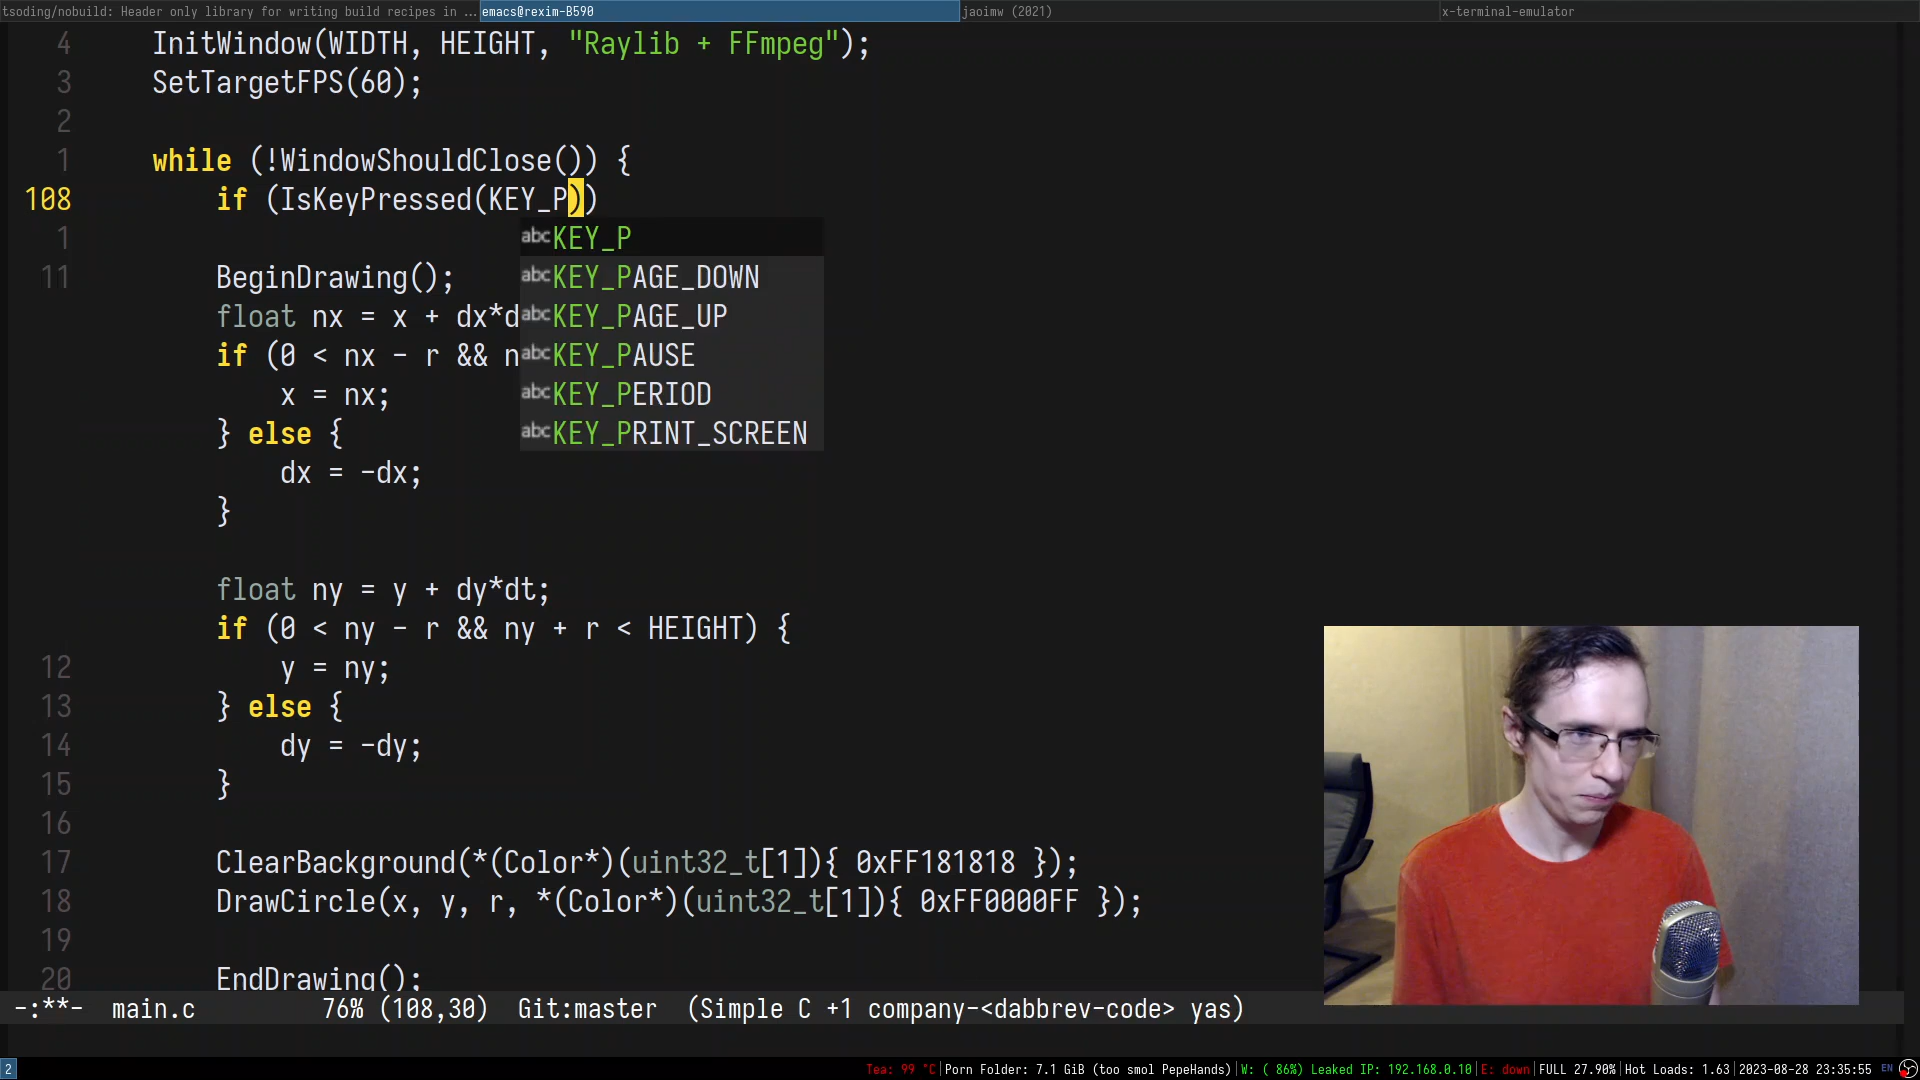 tsoding/nobuild: Header only library for writing build recipes in ... emacs@rexim-B590 jaoimw (2021) x-terminal-emulator
4 InitWindow(WIDTH, HEIGHT, "Raylib + FFmpeg");
3 SetTargetFPS(60);
2
1 while (!WindowShouldClose()) {
108 if (IsKeyPressed(KEY_P))
1 abc KEY_P
11 BeginDrawing(); abc KEY_PAGE_DOWN
float nx = x + dx*d abc KEY_PAGE_UP
if (0 < nx - r && n abc KEY_PAUSE
x = nx; abc KEY_PERIOD
} else { abc KEY_PRINT_SCREEN
dx = -dx;
}
float ny = y + dy*dt;
if (0 < ny - r && ny + r < HEIGHT) {
12 y = ny;
13 } else {
14 dy = -dy;
15 }
16
17 ClearBackground(*(Color*)(uint32_t[1]){ 0xFF181818 });
18 DrawCircle(x, y, r, *(Color*)(uint32_t[1]){ 0xFF0000FF });
19
20 EndDrawing();
-:**- main.c 76% (108,30) Git:master (Simple C +1 company-<dabbrev-code> yas)
2 Tea: 99 °C|Porn Folder: 7.1 GiB (too smol PepeHands)|W: ( 86%) Leaked IP: 192.168.0.10|E: down|FULL 27.90%|Hot Loads: 1.63|2023-08-28 23:35:55 EN